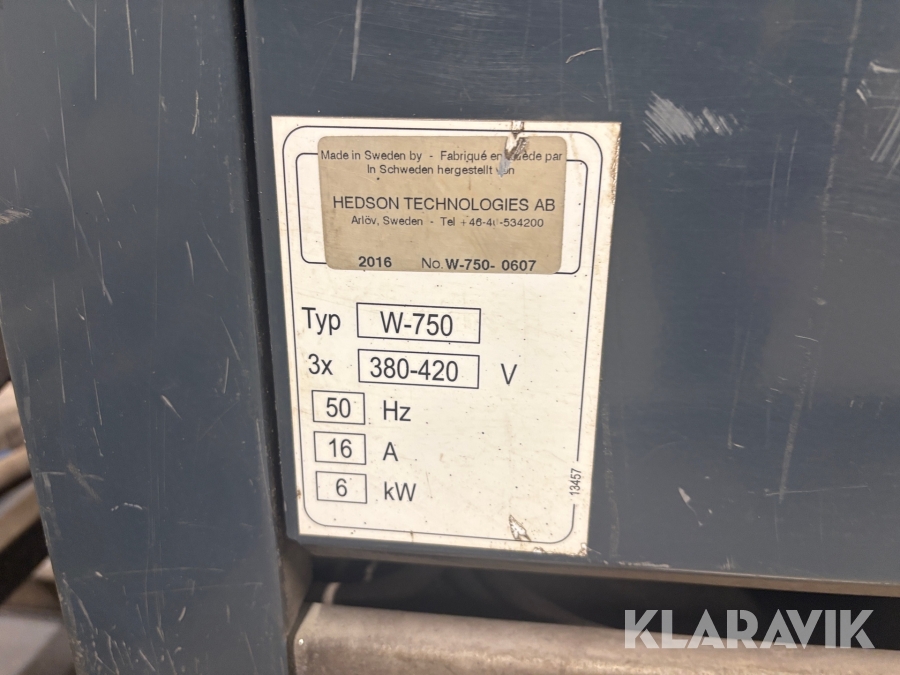 Made in Sweden by - Fabriqué en Suède par
In Schweden hergestellt von
HEDSON TECHNOLOGIES AB
Arlöv, Sweden - Tel +46-40-534200
2016 No. W-750- 0607
Typ W-750
3x 380-420 V
50 Hz
16 A
6 kW
13457
KLARAVIK